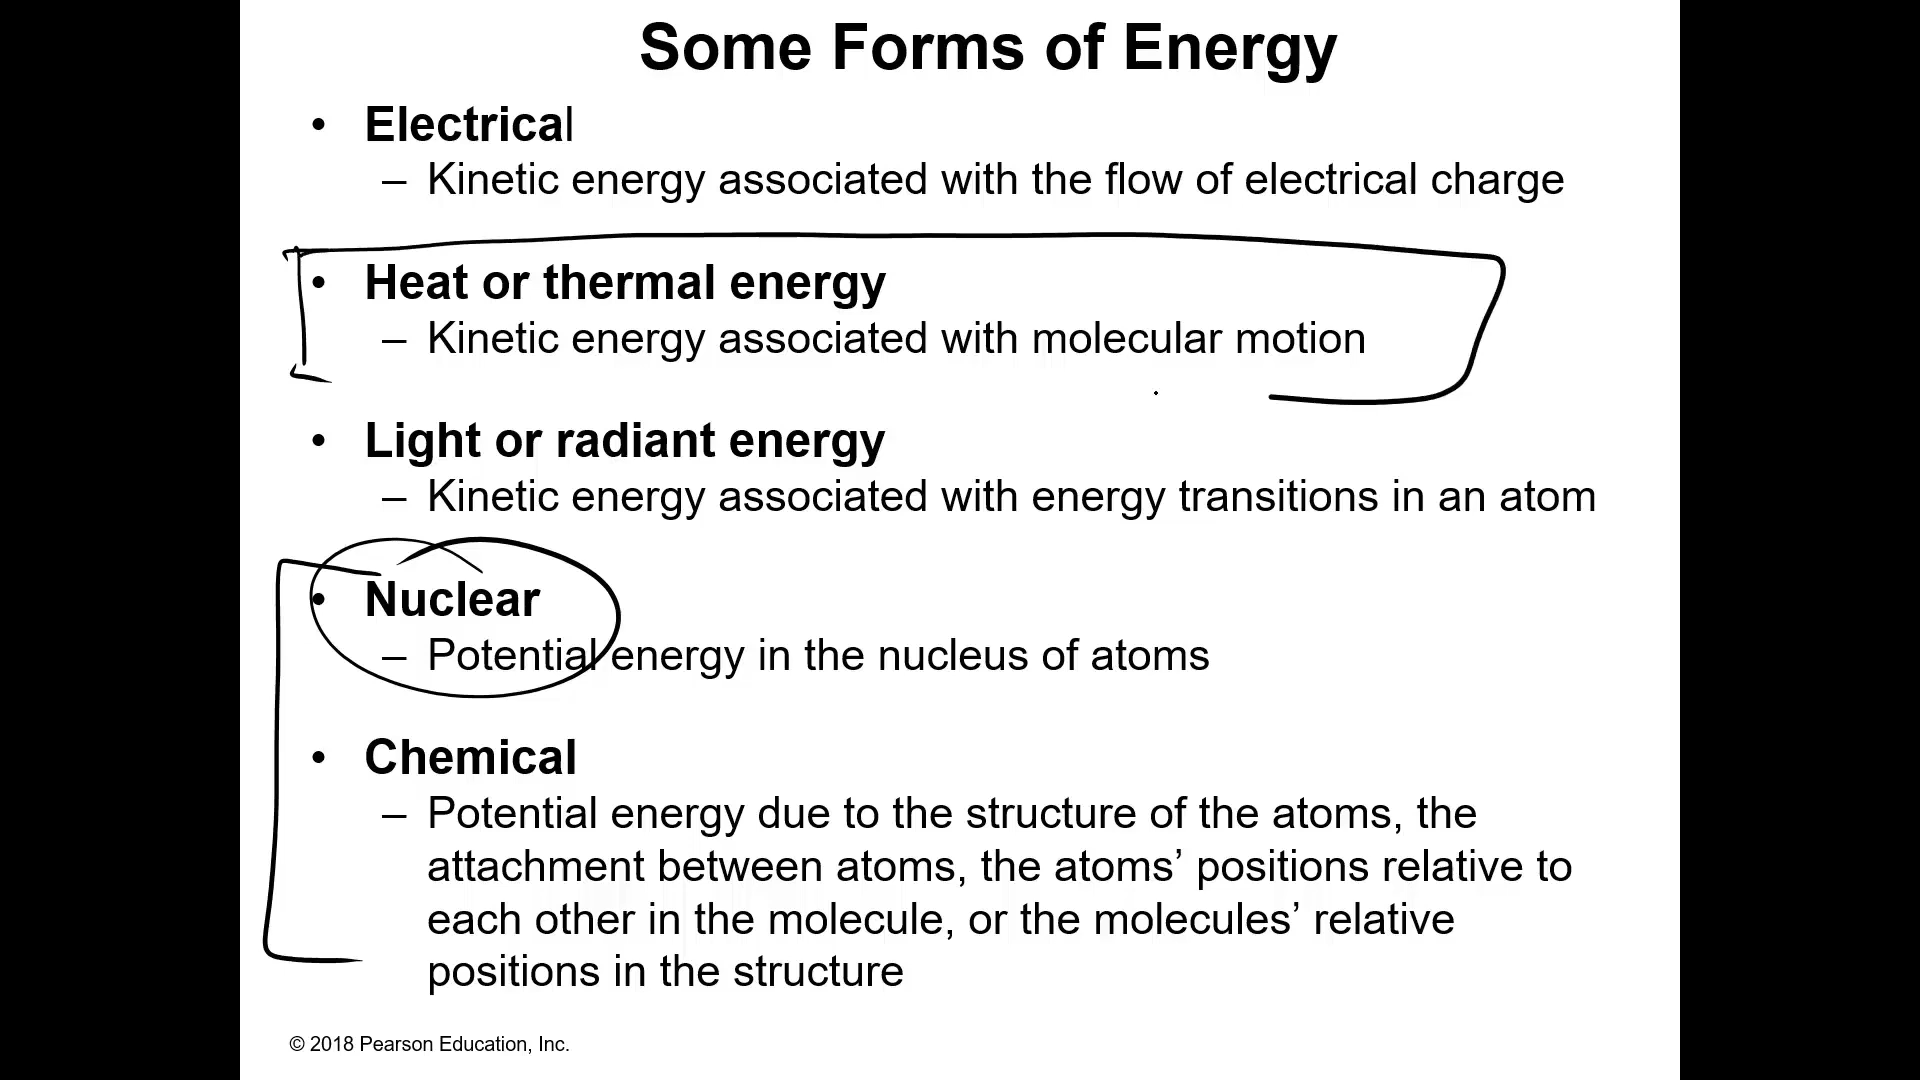 Some Forms of Energy
• Electrical
– Kinetic energy associated with the flow of electrical charge
• Heat or thermal energy
– Kinetic energy associated with molecular motion
• Light or radiant energy
– Kinetic energy associated with energy transitions in an atom
• Nuclear
– Potential energy in the nucleus of atoms
• Chemical
– Potential energy due to the structure of the atoms, the
attachment between atoms, the atoms’ positions relative to
each other in the molecule, or the molecules’ relative
positions in the structure
© 2018 Pearson Education, Inc.